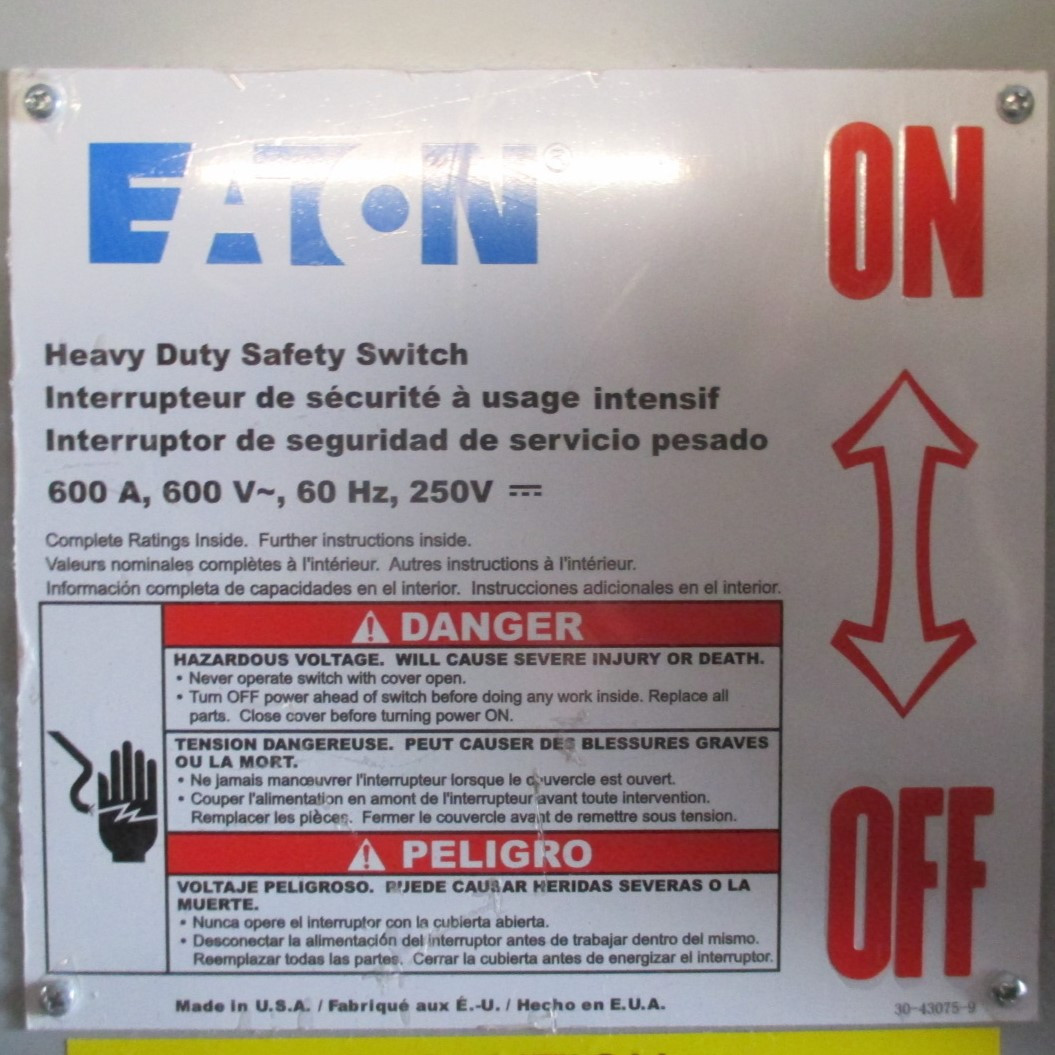 EATON®
ON
Heavy Duty Safety Switch
Interrupteur de sécurité à usage intensif
Interruptor de seguridad de servicio pesado
600 A, 600 V~, 60 Hz, 250V ⎓
Complete Ratings Inside. Further instructions inside.
Valeurs nominales complètes à l'intérieur. Autres instructions à l'intérieur.
Información completa de capacidades en el interior. Instrucciones adicionales en el interior.
⚠ DANGER
HAZARDOUS VOLTAGE. WILL CAUSE SEVERE INJURY OR DEATH.
• Never operate switch with cover open.
• Turn OFF power ahead of switch before doing any work inside. Replace all
parts. Close cover before turning power ON.
TENSION DANGEREUSE. PEUT CAUSER DES BLESSURES GRAVES
OU LA MORT.
• Ne jamais manœuvrer l'interrupteur lorsque le couvercle est ouvert.
• Couper l'alimentation en amont de l'interrupteur avant toute intervention.
Remplacer les pièces. Fermer le couvercle avant de remettre sous tension.
⚠ PELIGRO
VOLTAJE PELIGROSO. PUEDE CAUSAR HERIDAS SEVERAS O LA
MUERTE.
• Nunca opere el interruptor con la cubierta abierta.
• Desconectar la alimentación del interruptor antes de trabajar dentro del mismo.
Reemplazar todas las partes. Cerrar la cubierta antes de energizar el interruptor.
OFF
Made in U.S.A. / Fabriqué aux É.-U. / Hecho en E.U.A.
30-43075-9